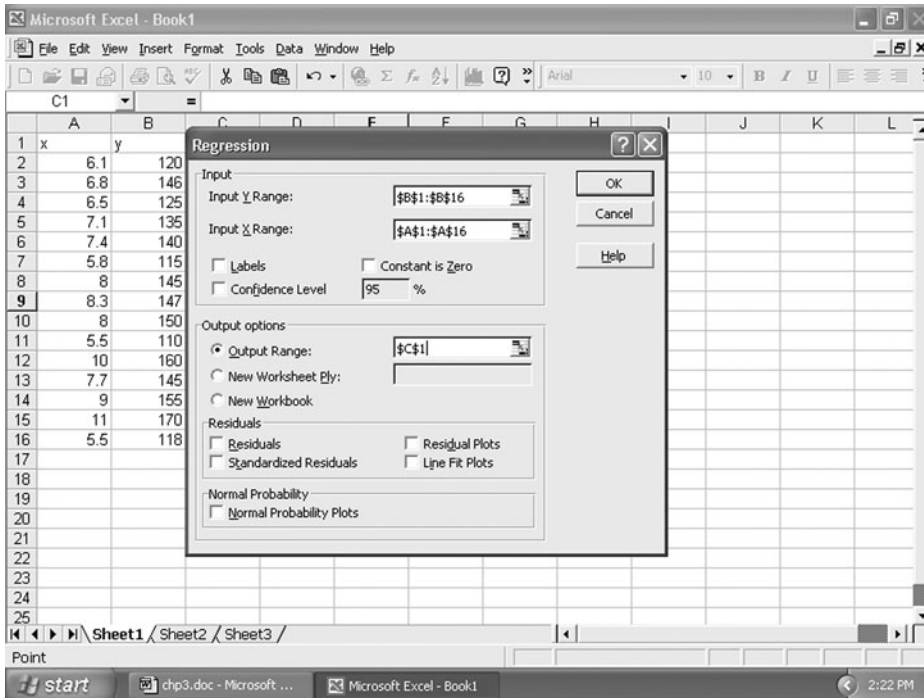 Microsoft Excel - Book1
File Edit View Insert Format Tools Data Window Help
Arial 10 B I U
C1 =
A B C D E F G H I J K L
1 x y
2 6.1 120
3 6.8 146
4 6.5 125
5 7.1 135
6 7.4 140
7 5.8 115
8 8 145
9 8.3 147
10 8 150
11 5.5 110
12 10 160
13 7.7 145
14 9 155
15 11 170
16 5.5 118
17
18
19
20
21
22
23
24
25
Regression
Input
Input Y Range: $B$1:$B$16
Input X Range: $A$1:$A$16
Labels Constant is Zero
Confidence Level 95 %
OK
Cancel
Help
Output options
Output Range: $C$1
New Worksheet Ply:
New Workbook
Residuals
Residuals Residual Plots
Standardized Residuals Line Fit Plots
Normal Probability
Normal Probability Plots
Sheet1 / Sheet2 / Sheet3 /
Point
start chp3.doc - Microsoft ... Microsoft Excel - Book1 2:22 PM